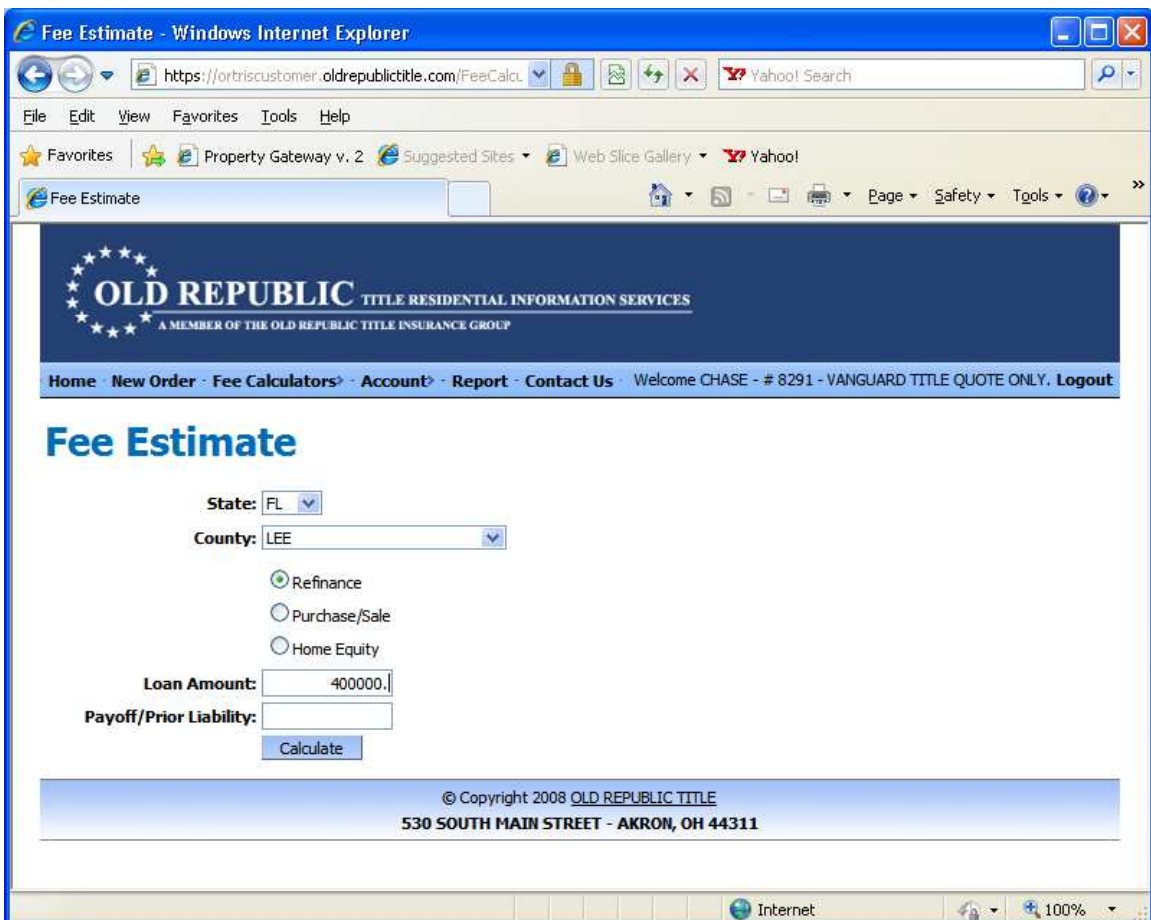 Fee Estimate - Windows Internet Explorer
https://ortriscustomer.oldrepublictitle.com/FeeCalcu
Yahoo! Search
File Edit View Favorites Tools Help
Favorites Property Gateway v. 2 Suggested Sites Web Slice Gallery Yahoo!
Fee Estimate Page Safety Tools
OLD REPUBLIC TITLE RESIDENTIAL INFORMATION SERVICES
A MEMBER OF THE OLD REPUBLIC TITLE INSURANCE GROUP
Home · New Order · Fee Calculators› · Account› · Report · Contact Us · Welcome CHASE - # 8291 - VANGUARD TITLE QUOTE ONLY. Logout
Fee Estimate
State: FL
County: LEE
Refinance
Purchase/Sale
Home Equity
Loan Amount: 400000.
Payoff/Prior Liability:
Calculate
© Copyright 2008 OLD REPUBLIC TITLE
530 SOUTH MAIN STREET - AKRON, OH 44311
Internet 100%